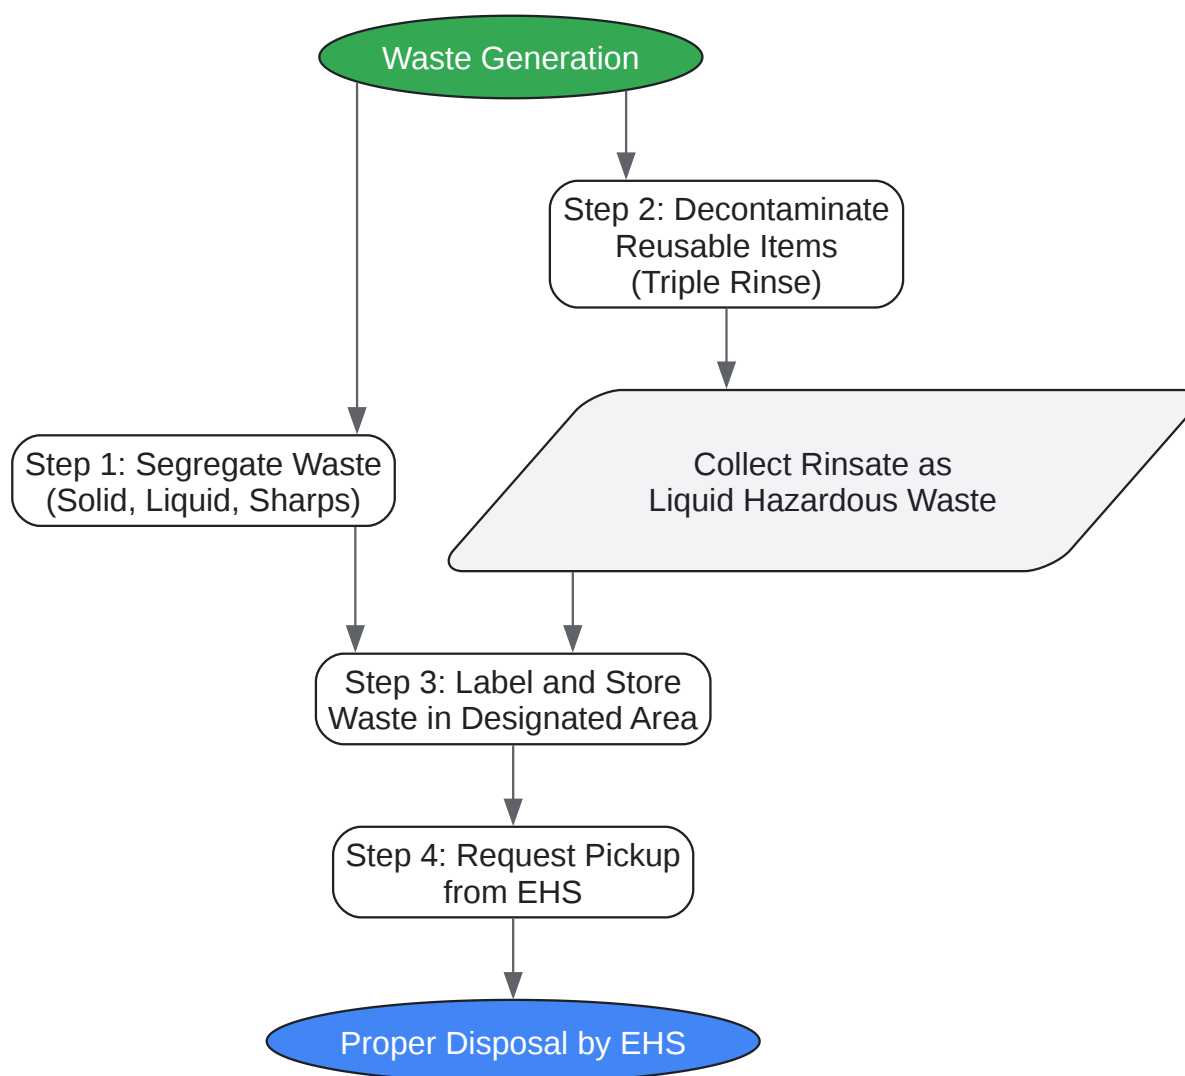 Waste Generation
Step 2: Decontaminate
Reusable Items
(Triple Rinse)
Step 1: Segregate Waste
(Solid, Liquid, Sharps)
Collect Rinsate as
Liquid Hazardous Waste
Step 3: Label and Store
Waste in Designated Area
Step 4: Request Pickup
from EHS
Proper Disposal by EHS